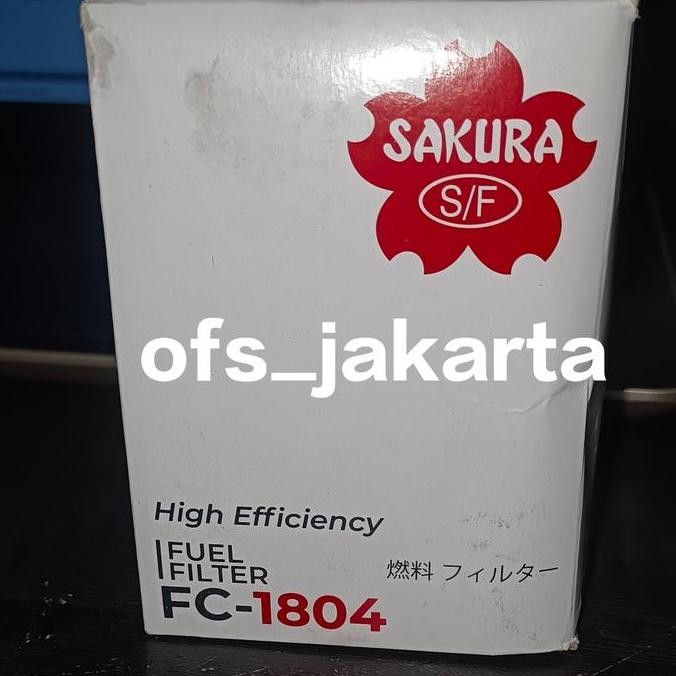 SAKURA
S/F
ofs_jakarta
High Efficiency
FUEL
FILTER
燃料 フィルター
FC-1804